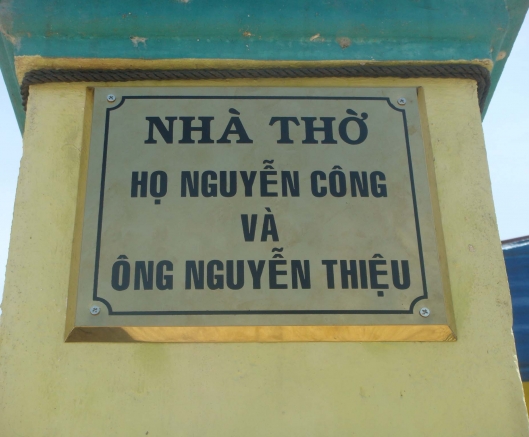 NHÀ THỜ
HỌ NGUYỄN CÔNG
VÀ
ÔNG NGUYỄN THIỆU